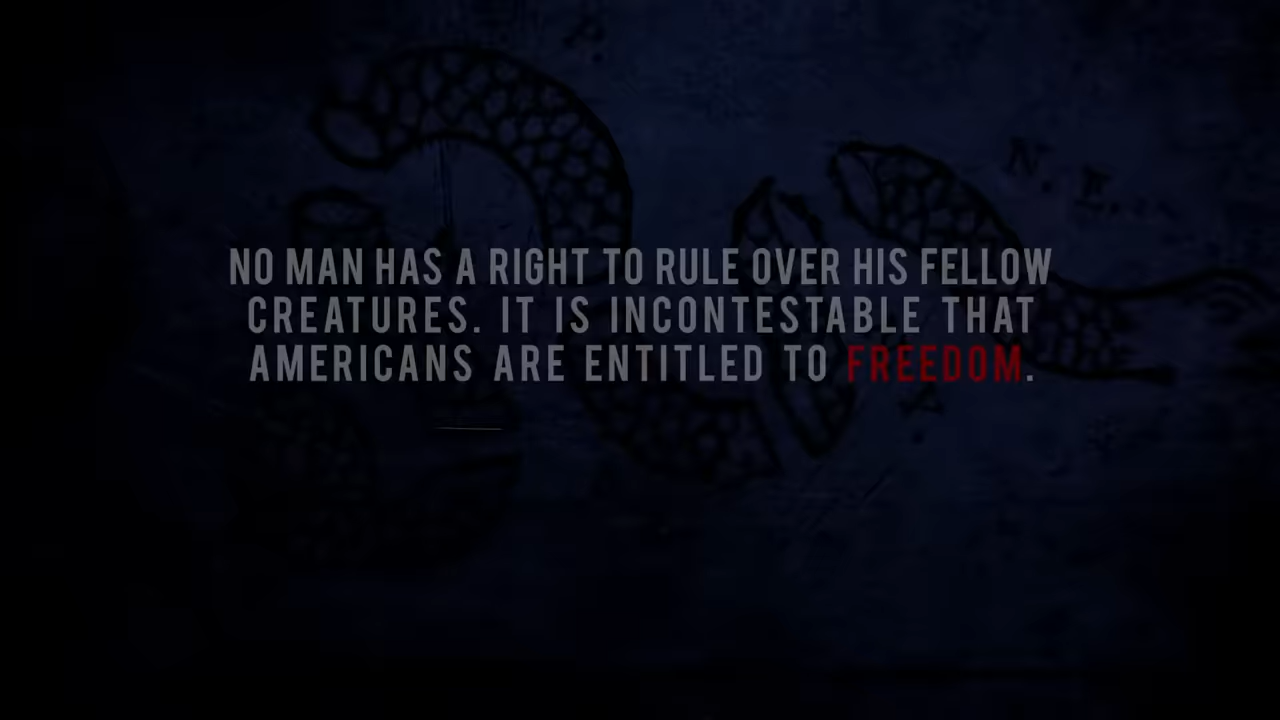 NO MAN HAS A RIGHT TO RULE OVER HIS FELLOW
CREATURES. IT IS INCONTESTABLE THAT
AMERICANS ARE ENTITLED TO FREEDOM.